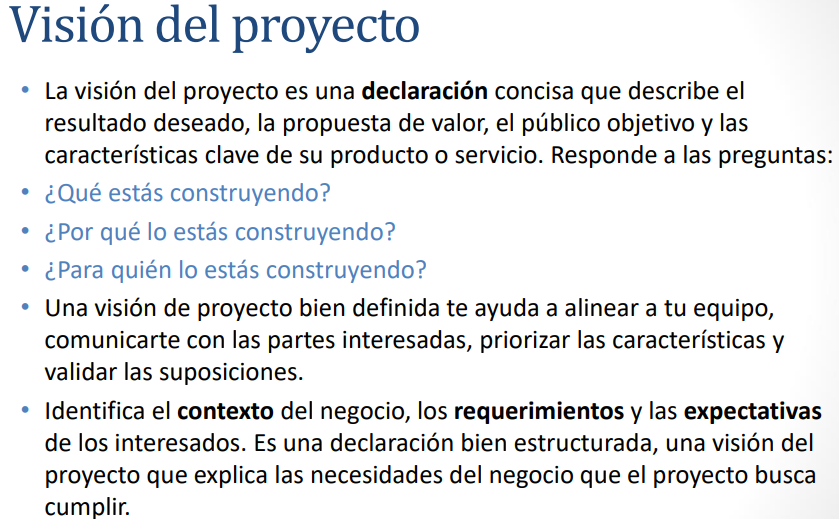 Visión del proyecto
• La visión del proyecto es una declaración concisa que describe el
resultado deseado, la propuesta de valor, el público objetivo y las
características clave de su producto o servicio. Responde a las preguntas:
• ¿Qué estás construyendo?
• ¿Por qué lo estás construyendo?
• ¿Para quién lo estás construyendo?
• Una visión de proyecto bien definida te ayuda a alinear a tu equipo,
comunicarte con las partes interesadas, priorizar las características y
validar las suposiciones.
• Identifica el contexto del negocio, los requerimientos y las expectativas
de los interesados. Es una declaración bien estructurada, una visión del
proyecto que explica las necesidades del negocio que el proyecto busca
cumplir.